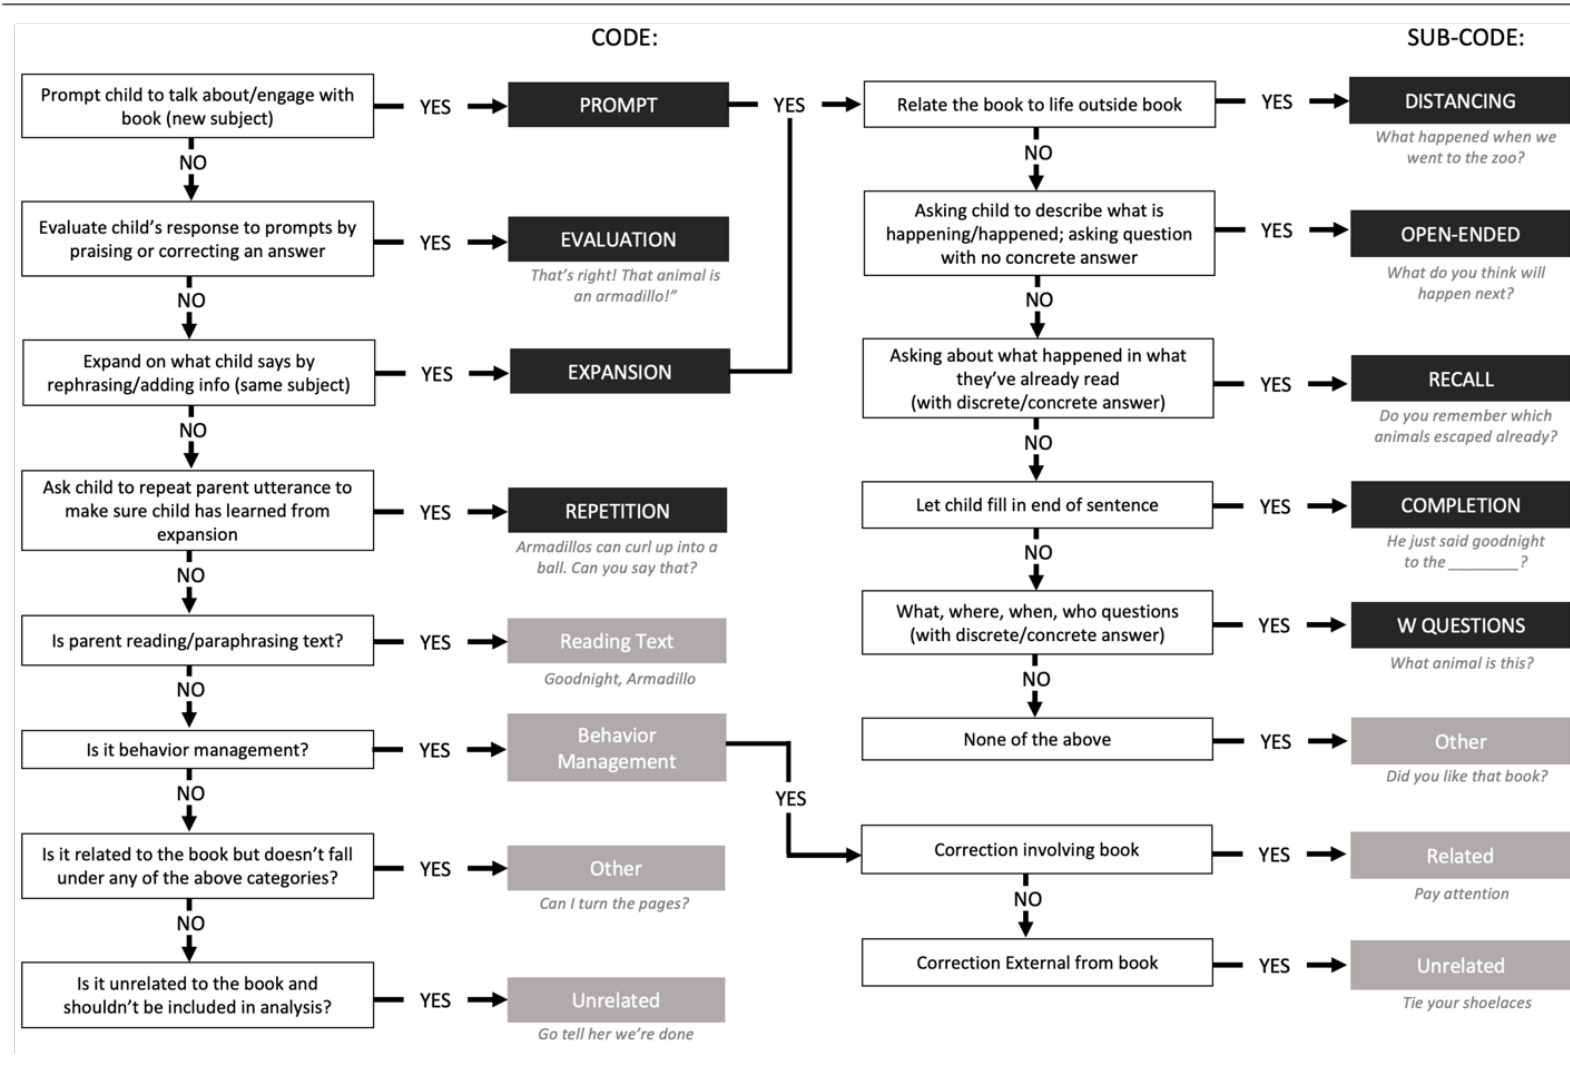 CODE:
SUB-CODE:
Prompt child to talk about/engage with
book (new subject)
YES
PROMPT
YES
Relate the book to life outside book
YES
DISTANCING
What happened when we
went to the zoo?
NO
NO
Evaluate child's response to prompts by
praising or correcting an answer
YES
EVALUATION
That's right! That animal is
an armadillo!”
Asking child to describe what is
happening/happened; asking question
with no concrete answer
YES
OPEN-ENDED
What do you think will
happen next?
NO
NO
Expand on what child says by
rephrasing/adding info (same subject)
YES
EXPANSION
Asking about what happened in what
they've already read
(with discrete/concrete answer)
YES
RECALL
Do you remember which
animals escaped already?
NO
NO
Ask child to repeat parent utterance to
make sure child has learned from
expansion
YES
REPETITION
Armadillos can curl up into a
ball. Can you say that?
Let child fill in end of sentence
YES
COMPLETION
He just said goodnight
to the ________?
NO
NO
Is parent reading/paraphrasing text?
YES
Reading Text
Goodnight, Armadillo
What, where, when, who questions
(with discrete/concrete answer)
YES
W QUESTIONS
What animal is this?
NO
NO
Is it behavior management?
YES
Behavior
Management
YES
None of the above
YES
Other
Did you like that book?
NO
Is it related to the book but doesn't fall
under any of the above categories?
YES
Other
Can I turn the pages?
Correction involving book
YES
Related
Pay attention
NO
NO
Is it unrelated to the book and
shouldn't be included in analysis?
YES
Unrelated
Go tell her we're done
Correction External from book
YES
Unrelated
Tie your shoelaces